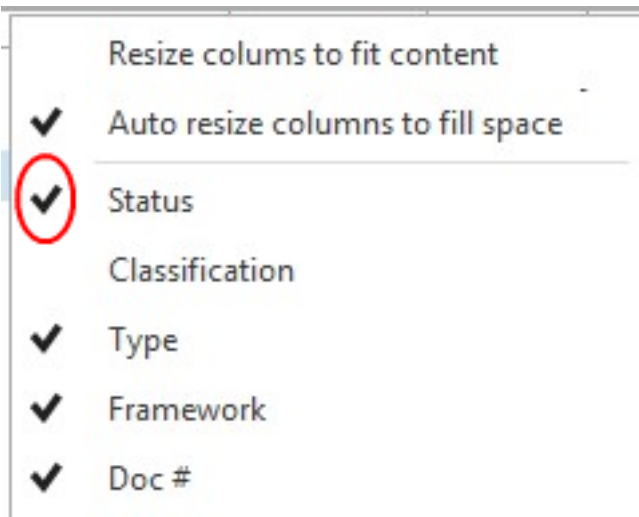 Resize colums to fit content
Auto resize columns to fill space
Status
Classification
Type
Framework
Doc #